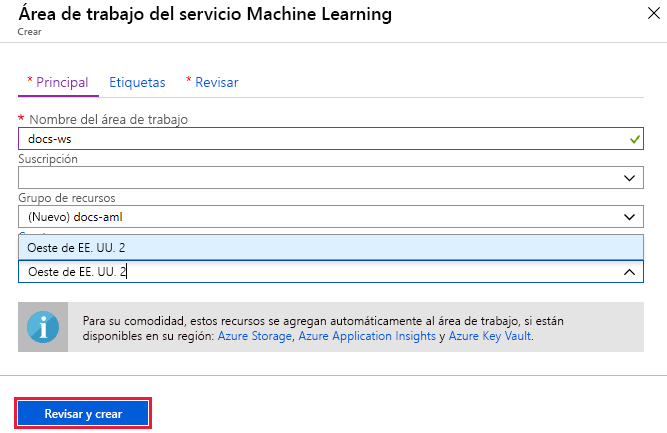 Área de trabajo del servicio Machine Learning
Crear
* Principal Etiquetas * Revisar
* Nombre del área de trabajo
docs-ws
Suscripción
Grupo de recursos
(Nuevo) docs-aml
Oeste de EE. UU. 2
Oeste de EE. UU. 2
Para su comodidad, estos recursos se agregan automáticamente al área de trabajo, si están
disponibles en su región: Azure Storage, Azure Application Insights y Azure Key Vault.
Revisar y crear